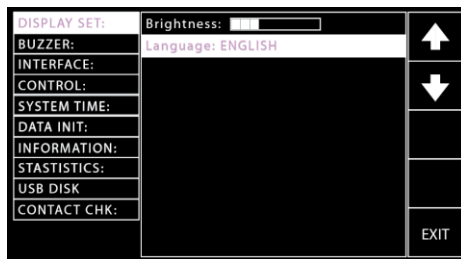 DISPLAY SET:
BUZZER:
INTERFACE:
CONTROL:
SYSTEM TIME:
DATA INIT:
INFORMATION:
STASTISTICS:
USB DISK
CONTACT CHK:
Brightness:
Language: ENGLISH
EXIT